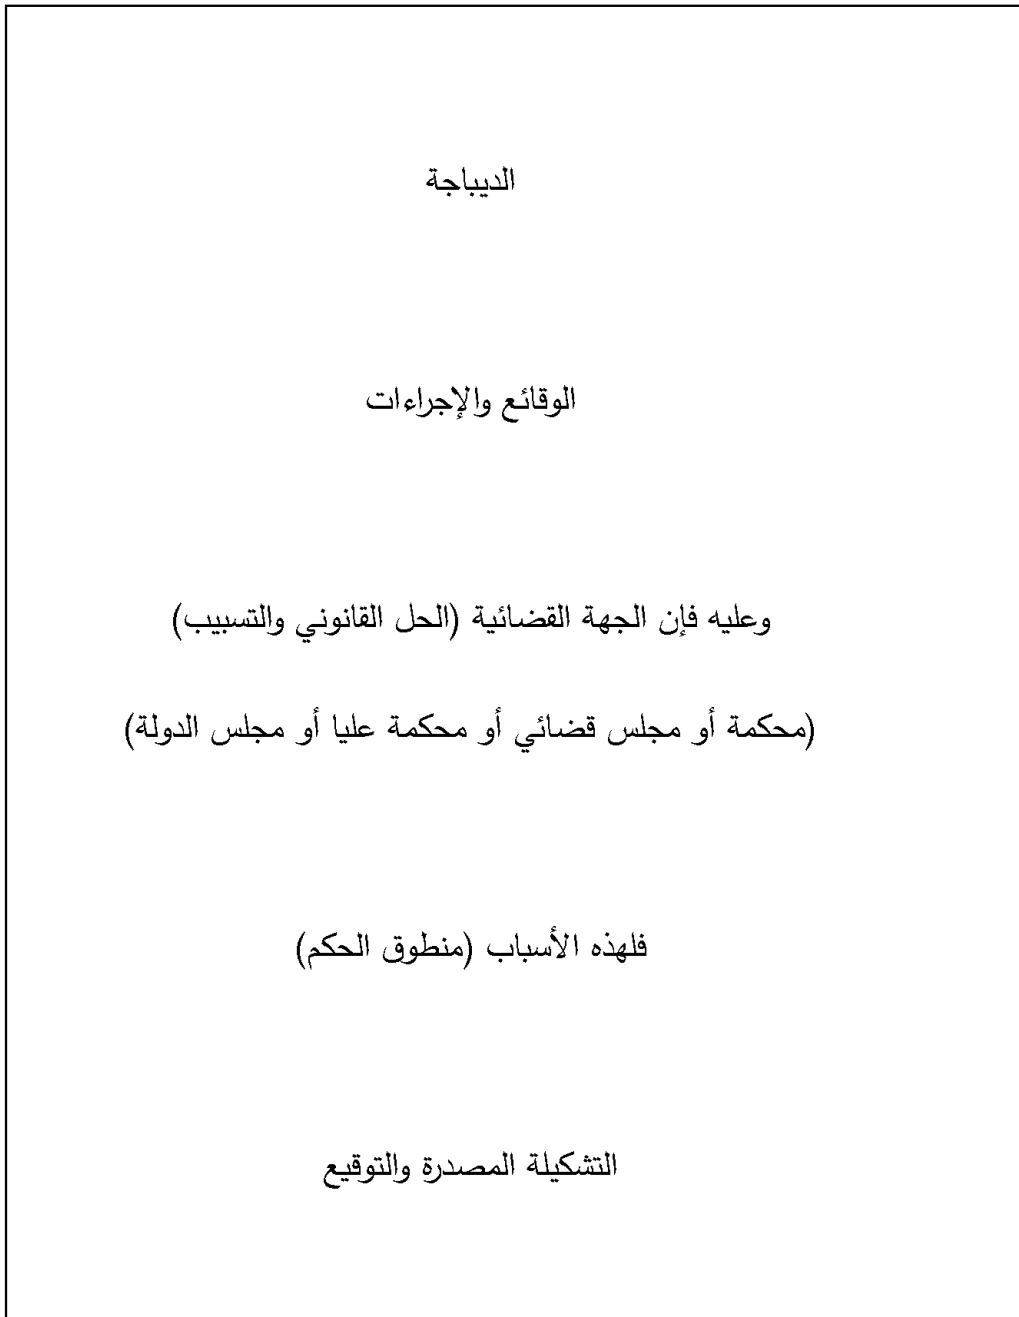 الديباجة
الوقائع والإجراءات
وعليه فإن الجهة القضائية (الحل القانوني والتسبيب)
(محكمة أو مجلس قضائي أو محكمة عليا أو مجلس الدولة)
فلهذه الأسباب (منطوق الحكم)
التشكيلة المصدرة والتوقيع